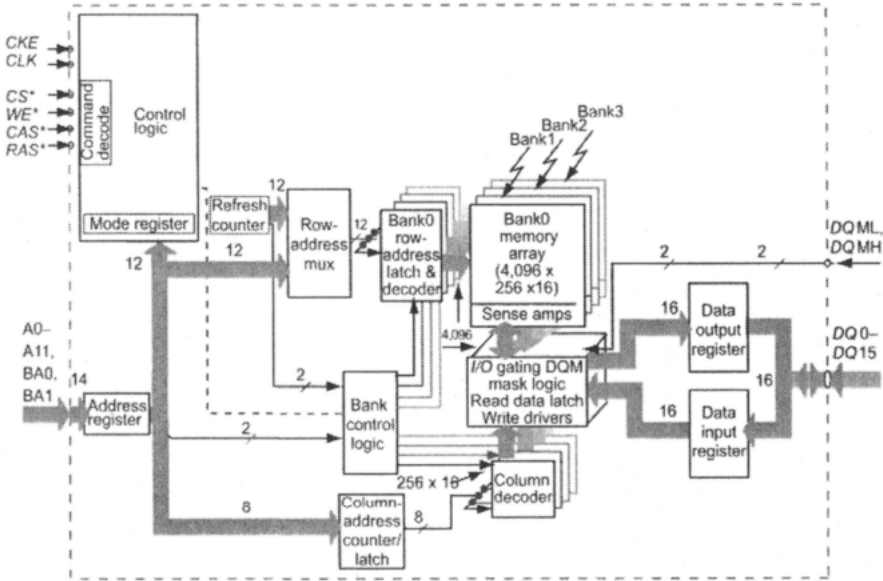 CKE
CLK
CS*
WE*
CAS*
RAS*
Command
decode
Control
logic
Mode register
Bank3
Bank2
Bank1
12
Refresh
counter
12
12
Row-
address
mux
12
Bank0
row-
address
latch &
decoder
Bank0
memory
array
(4,096 x
256 x16)
Sense amps
4,096
2
2
DQML,
DQMH
16
Data
output
register
DQ0–
DQ15
16
16
Data
input
register
A0–
A11,
BA0,
BA1
14
Address
register
2
2
Bank
control
logic
I/O gating DQM
mask logic
Read data latch
Write drivers
256 x 16
Column
decoder
8
Column-
address
counter/
latch
8